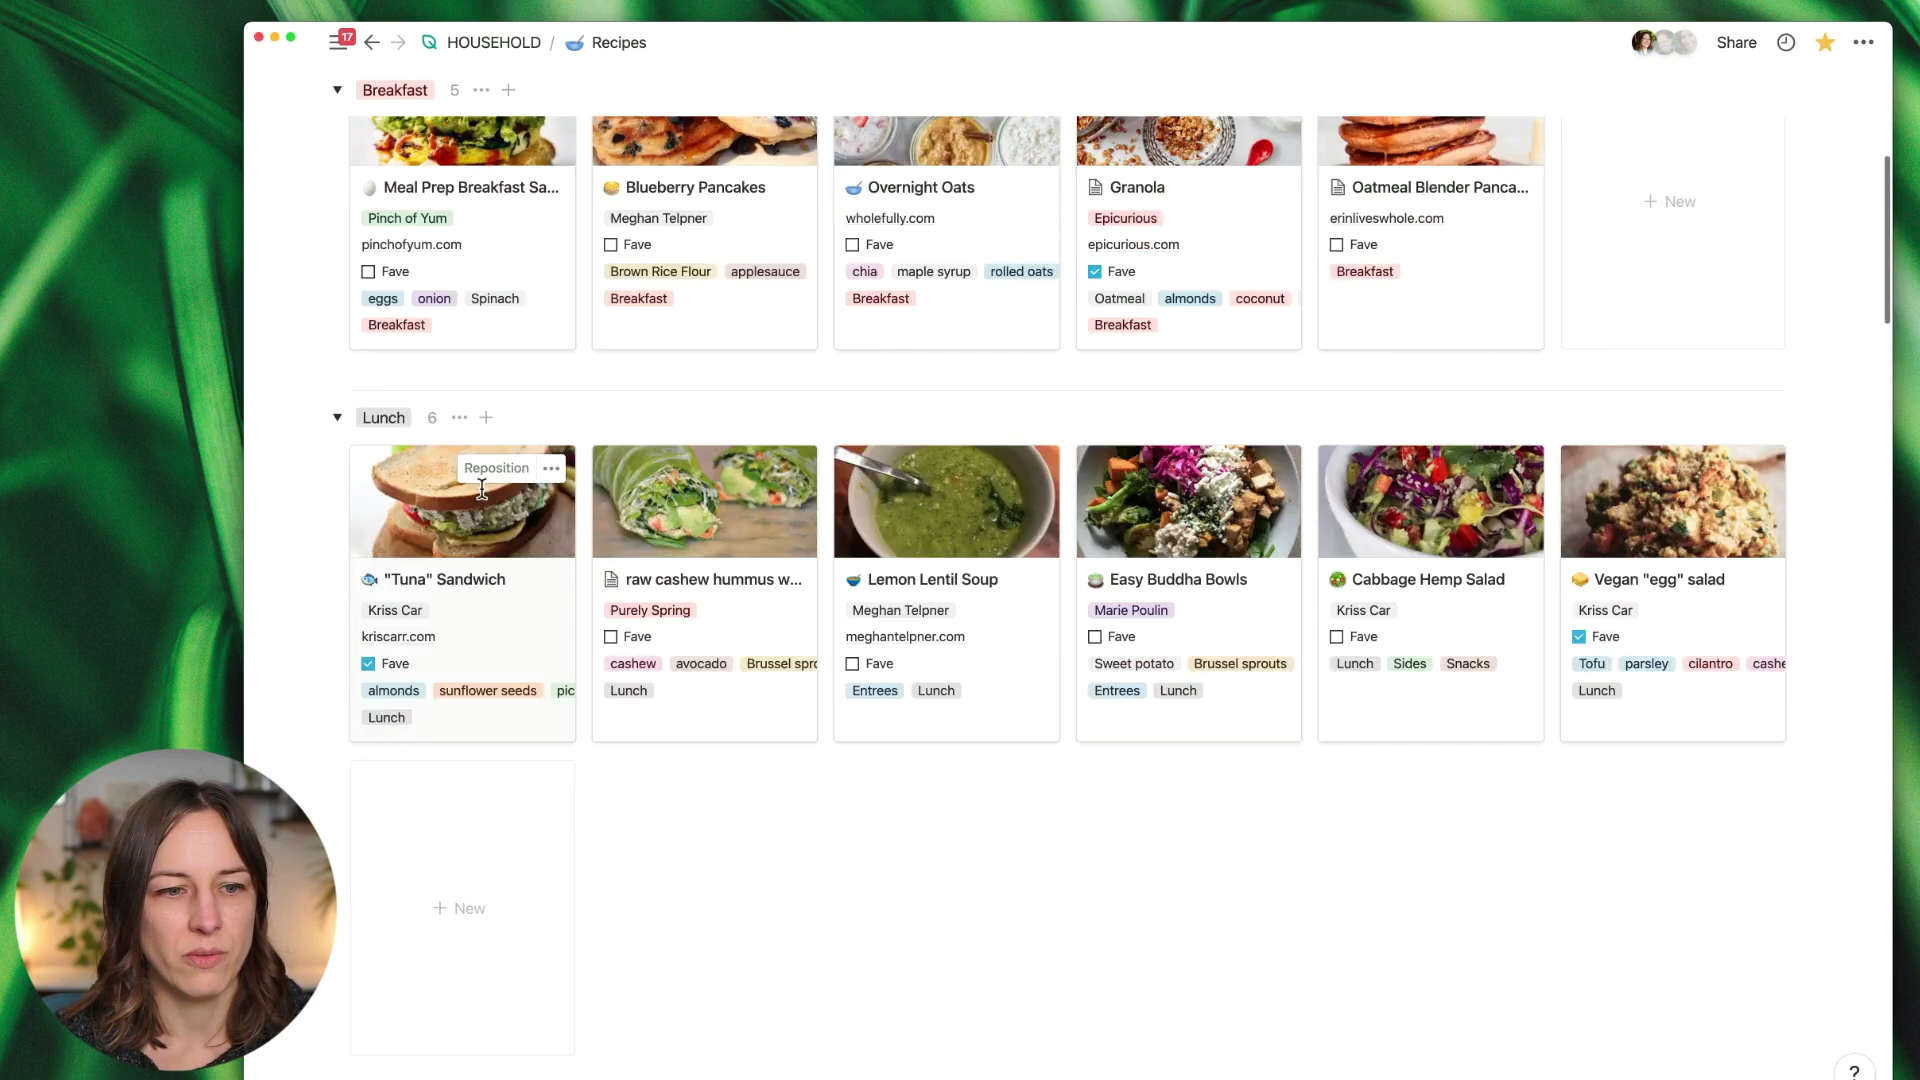 17
HOUSEHOLD / Recipes
Share
Breakfast 5
Meal Prep Breakfast Sa...
Pinch of Yum
pinchofyum.com
Fave
eggs onion Spinach
Breakfast
Blueberry Pancakes
Meghan Telpner
Fave
Brown Rice Flour applesauce
Breakfast
Overnight Oats
wholefully.com
Fave
chia maple syrup rolled oats
Breakfast
Granola
Epicurious
epicurious.com
Fave
Oatmeal almonds coconut
Breakfast
Oatmeal Blender Panca...
erinliveswhole.com
Fave
Breakfast
+ New
Lunch 6
Reposition
"Tuna" Sandwich
Kriss Car
kriscarr.com
Fave
almonds sunflower seeds pic
Lunch
raw cashew hummus w...
Purely Spring
Fave
cashew avocado Brussel spro
Lunch
Lemon Lentil Soup
Meghan Telpner
meghantelpner.com
Fave
Entrees Lunch
Easy Buddha Bowls
Marie Poulin
Fave
Sweet potato Brussel sprouts
Entrees Lunch
Cabbage Hemp Salad
Kriss Car
Fave
Lunch Sides Snacks
Vegan "egg" salad
Kriss Car
Fave
Tofu parsley cilantro cashe
Lunch
+ New
?